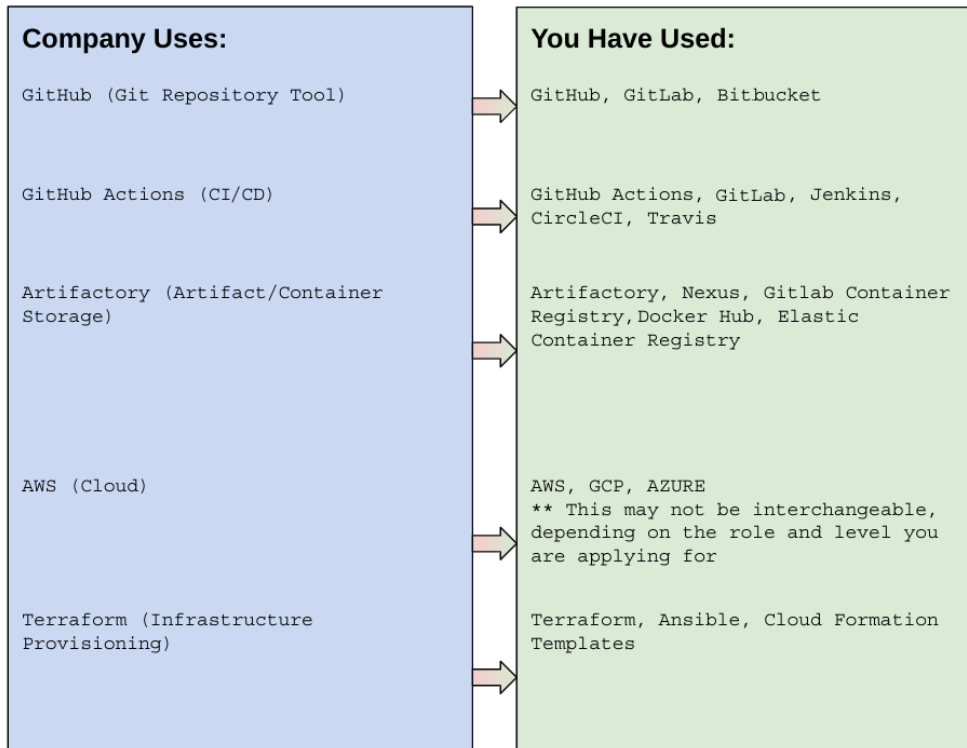 Company Uses:
You Have Used:
GitHub (Git Repository Tool)
GitHub, GitLab, Bitbucket
GitHub Actions (CI/CD)
GitHub Actions, GitLab, Jenkins,
CircleCI, Travis
Artifactory (Artifact/Container
Storage)
Artifactory, Nexus, Gitlab Container
Registry,Docker Hub, Elastic
Container Registry
AWS (Cloud)
AWS, GCP, AZURE
** This may not be interchangeable,
depending on the role and level you
are applying for
Terraform (Infrastructure
Provisioning)
Terraform, Ansible, Cloud Formation
Templates